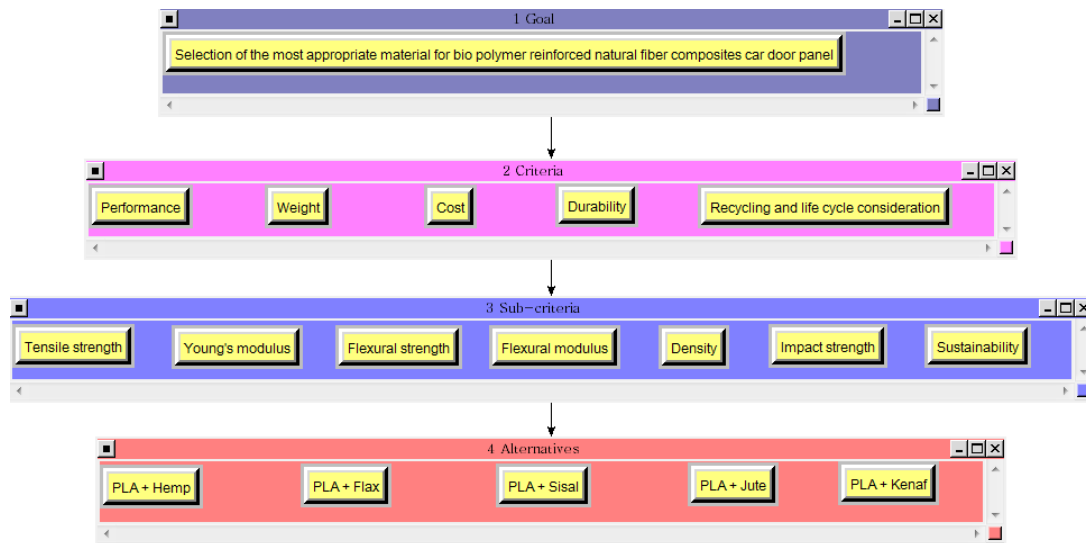 1 Goal
Selection of the most appropriate material for bio polymer reinforced natural fiber composites car door panel
2 Criteria
Performance Weight Cost Durability Recycling and life cycle consideration
3 Sub-criteria
Tensile strength Young's modulus Flexural strength Flexural modulus Density Impact strength Sustainability
4 Alternatives
PLA + Hemp PLA + Flax PLA + Sisal PLA + Jute PLA + Kenaf